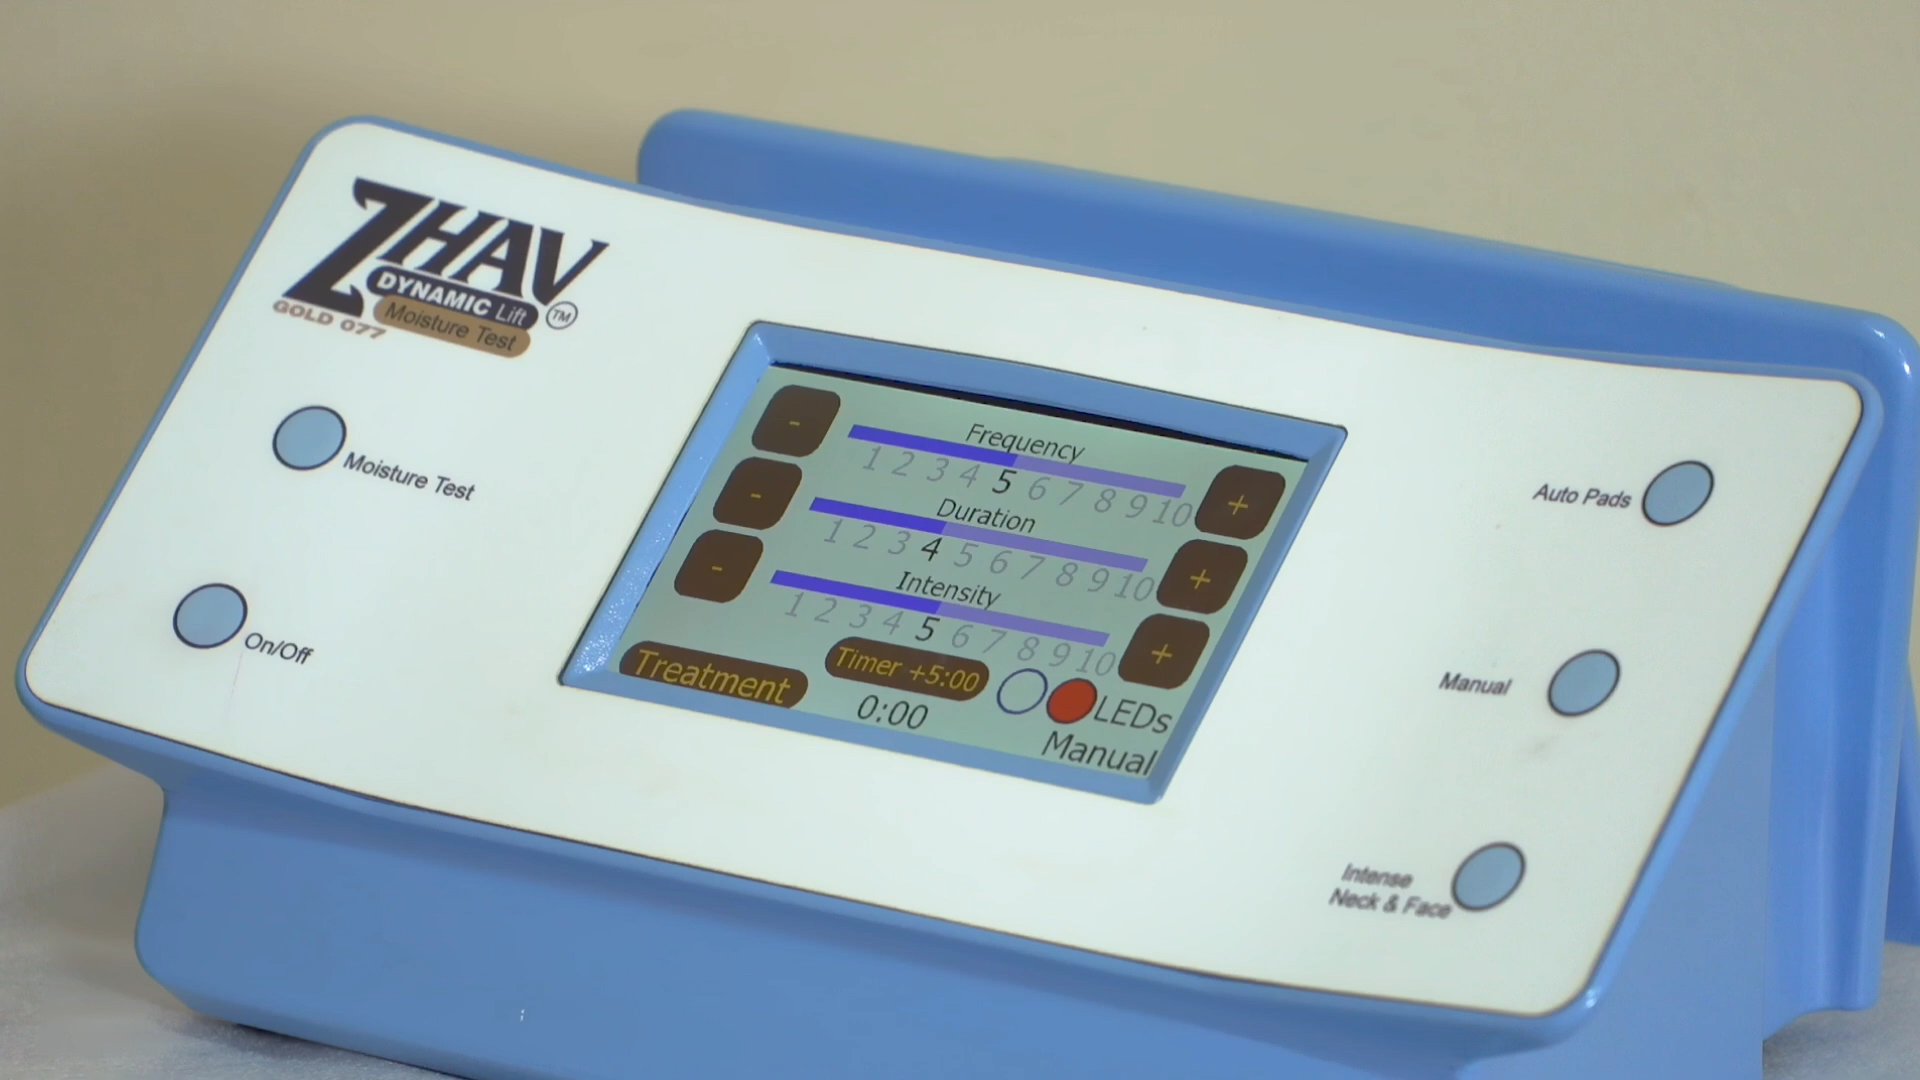 ZHAV
DYNAMIC Lift
TM
Moisture Test
GOLD 077
Moisture Test
On/Off
-
Frequency
1 2 3 4 5 6 7 8 9 10
+
-
Duration
1 2 3 4 5 6 7 8 9 10
+
-
Intensity
1 2 3 4 5 6 7 8 9 10
+
Treatment
Timer +5:00
0:00
LEDs
Manual
Auto Pads
Manual
Intense
Neck & Face